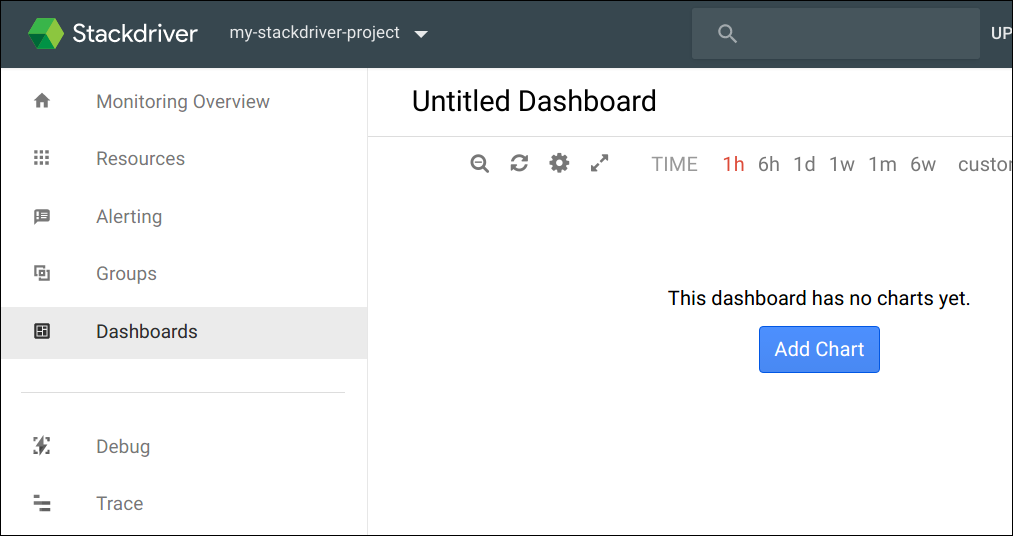 Stackdriver my-stackdriver-project UP
Monitoring Overview
Resources
Alerting
Groups
Dashboards
Debug
Trace
Untitled Dashboard
TIME 1h 6h 1d 1w 1m 6w custom
This dashboard has no charts yet.
Add Chart